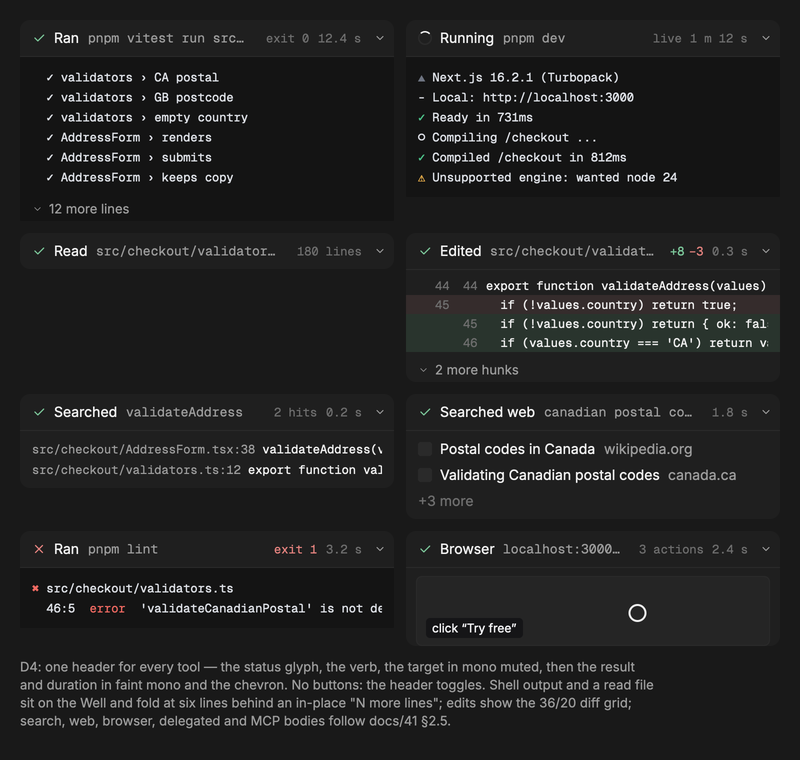 Ran pnpm vitest run src… exit 0 12.4 s
✓ validators › CA postal
✓ validators › GB postcode
✓ validators › empty country
✓ AddressForm › renders
✓ AddressForm › submits
✓ AddressForm › keeps copy
12 more lines
Running pnpm dev live 1 m 12 s
▲ Next.js 16.2.1 (Turbopack)
- Local: http://localhost:3000
✓ Ready in 731ms
○ Compiling /checkout ...
✓ Compiled /checkout in 812ms
⚠ Unsupported engine: wanted node 24
Read src/checkout/validator… 180 lines
Edited src/checkout/validat… +8 −3 0.3 s
44 44 export function validateAddress(values)
45 if (!values.country) return true;
45 if (!values.country) return { ok: fal
46 if (values.country === 'CA') return va
2 more hunks
Searched validateAddress 2 hits 0.2 s
src/checkout/AddressForm.tsx:38 validateAddress(v
src/checkout/validators.ts:12 export function val
Searched web canadian postal co… 1.8 s
Postal codes in Canada wikipedia.org
Validating Canadian postal codes canada.ca
+3 more
Ran pnpm lint exit 1 3.2 s
✖ src/checkout/validators.ts
46:5 error 'validateCanadianPostal' is not de
Browser localhost:3000… 3 actions 2.4 s
click “Try free”
D4: one header for every tool — the status glyph, the verb, the target in mono muted, then the result
and duration in faint mono and the chevron. No buttons: the header toggles. Shell output and a read file
sit on the Well and fold at six lines behind an in-place "N more lines"; edits show the 36/20 diff grid;
search, web, browser, delegated and MCP bodies follow docs/41 §2.5.